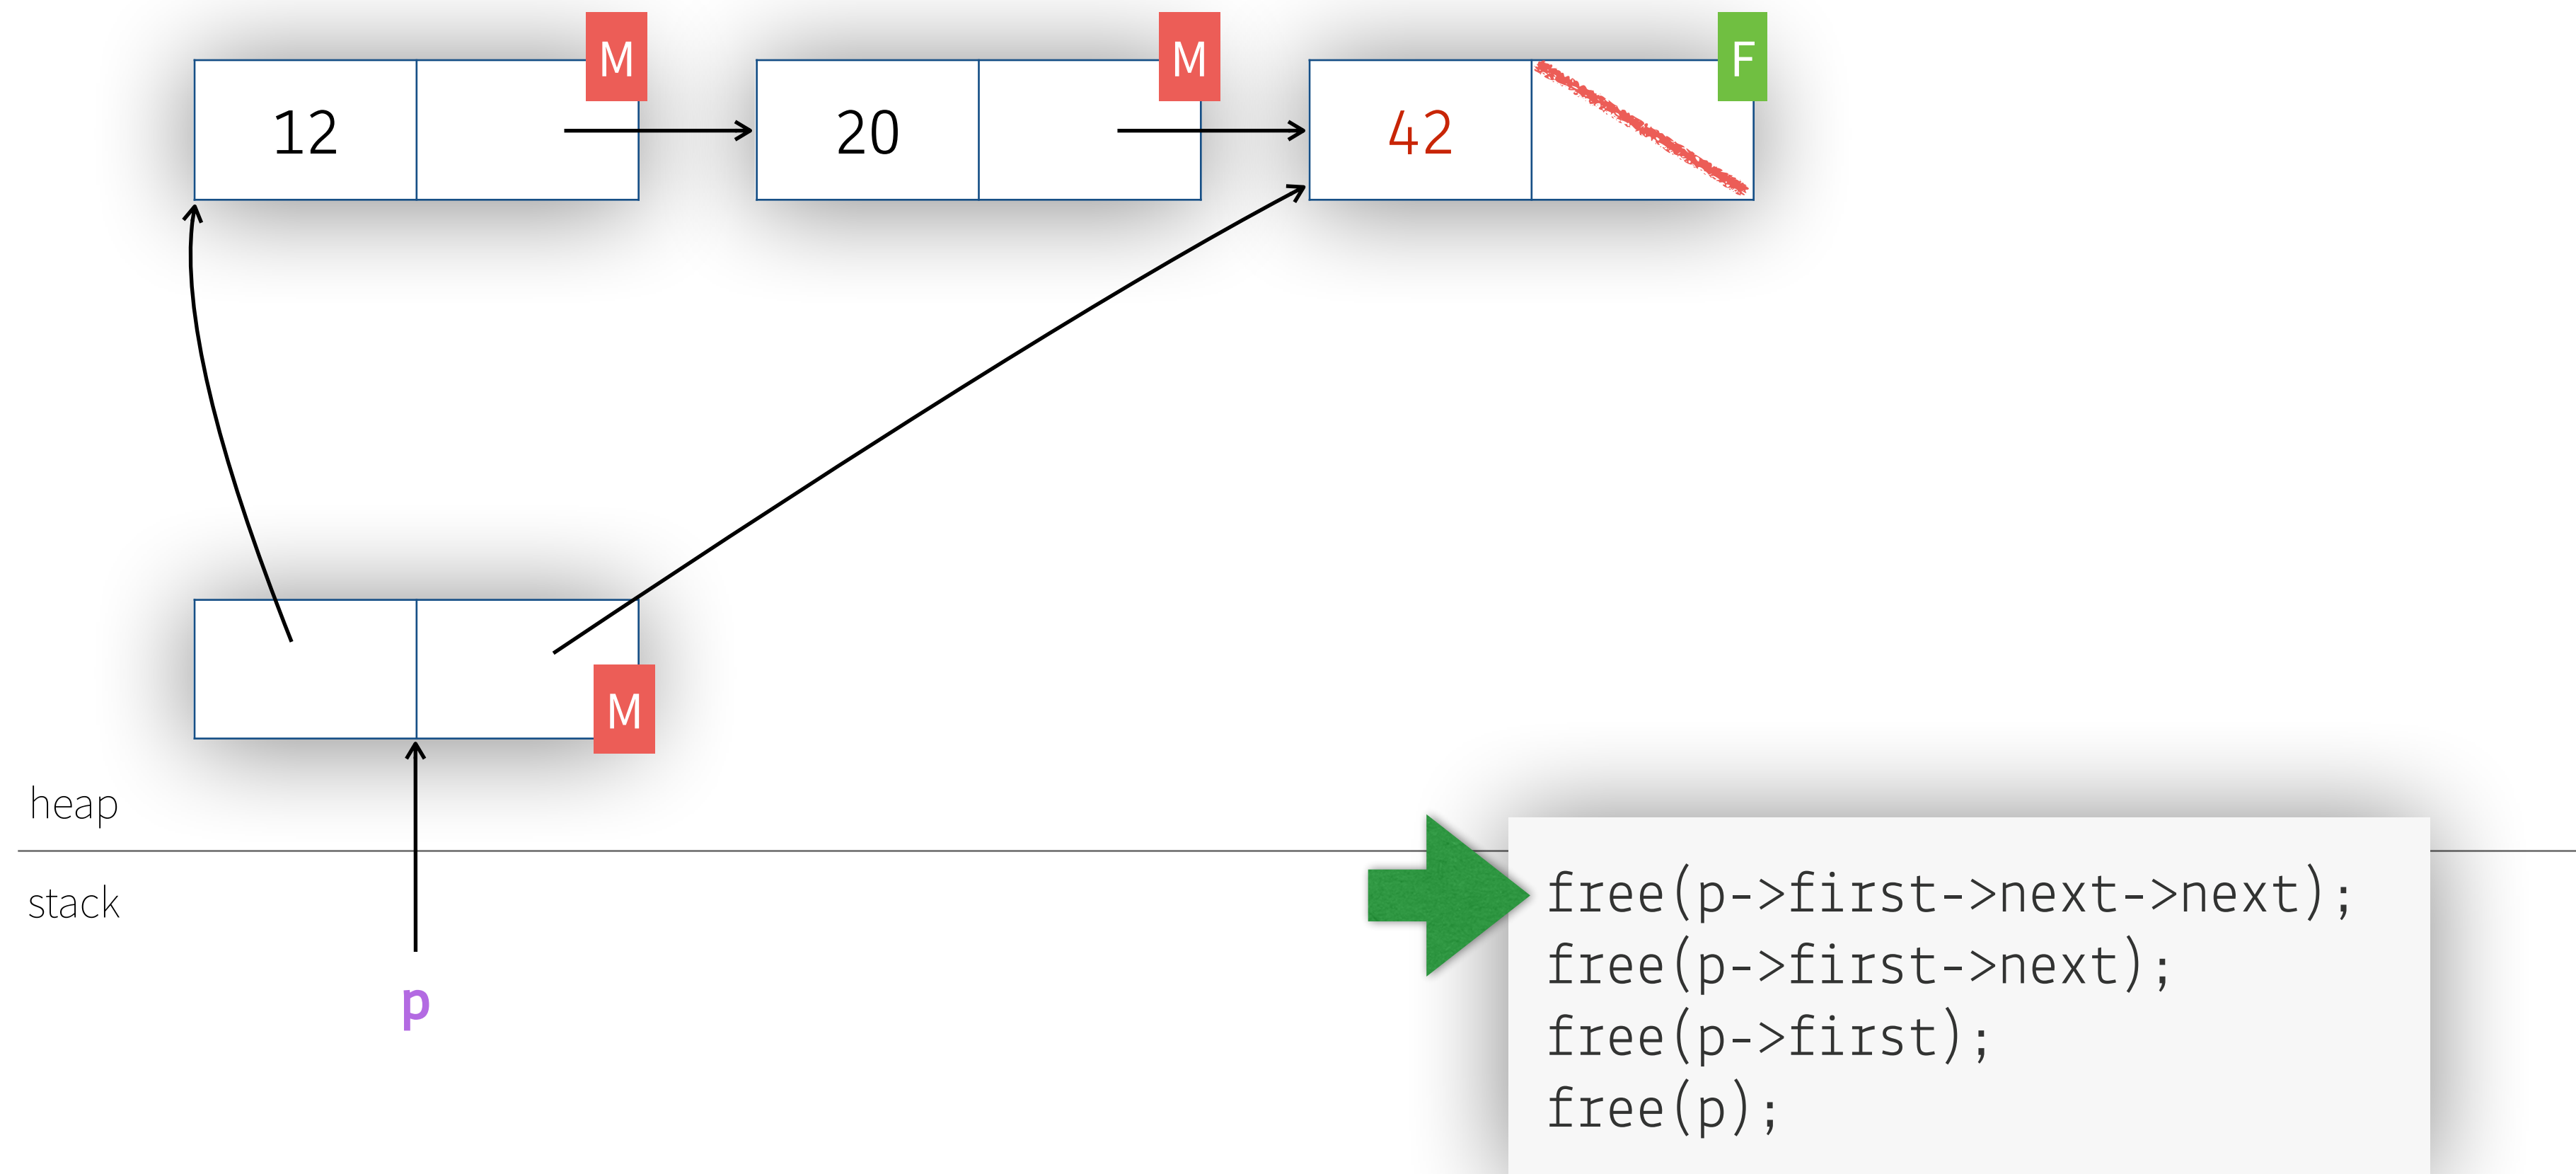 M
M
F
12
20
42
M
heap
stack
p
free(p->first->next->next);
free(p->first->next);
free(p->first);
free(p);